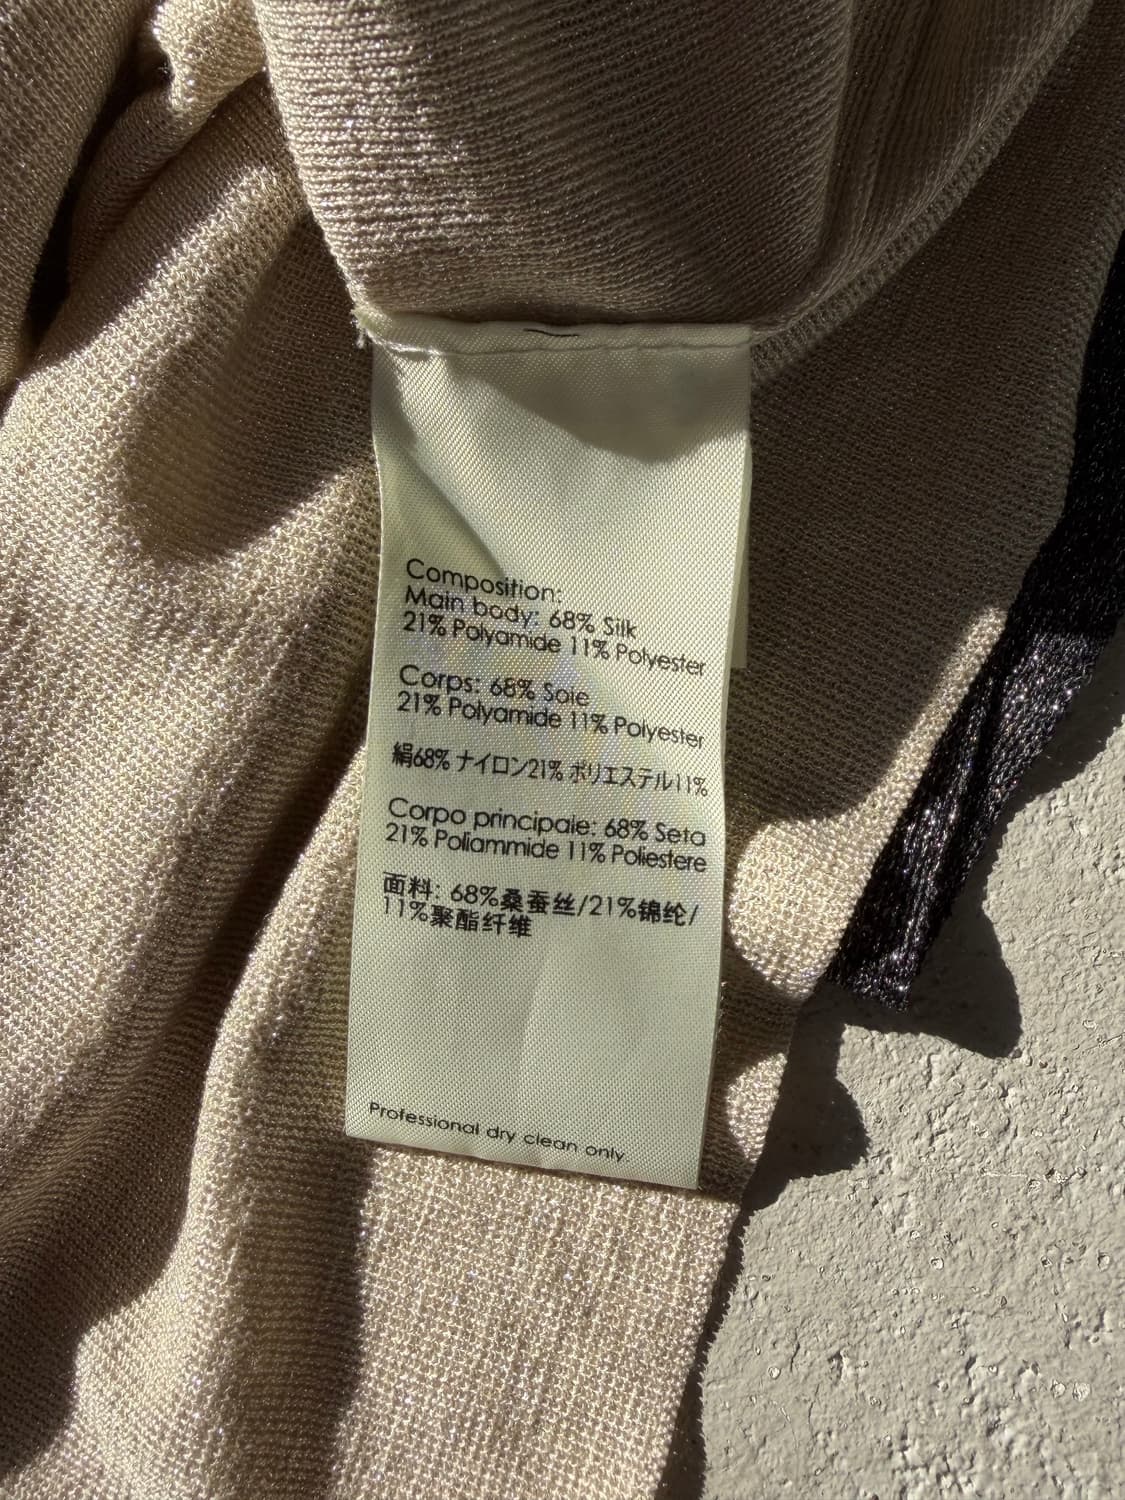 Composition:
Main body: 68% Silk
21% Polyamide 11% Polyester
Corps: 68% Soie
21% Polyamide 11% Polyester
絹68% ナイロン21% ポリエステル11%
Corpo principale: 68% Seta
21% Poliammide 11% Poliestere
面料: 68%桑蚕丝/21%锦纶/
11%聚酯纤维
Professional dry clean only.